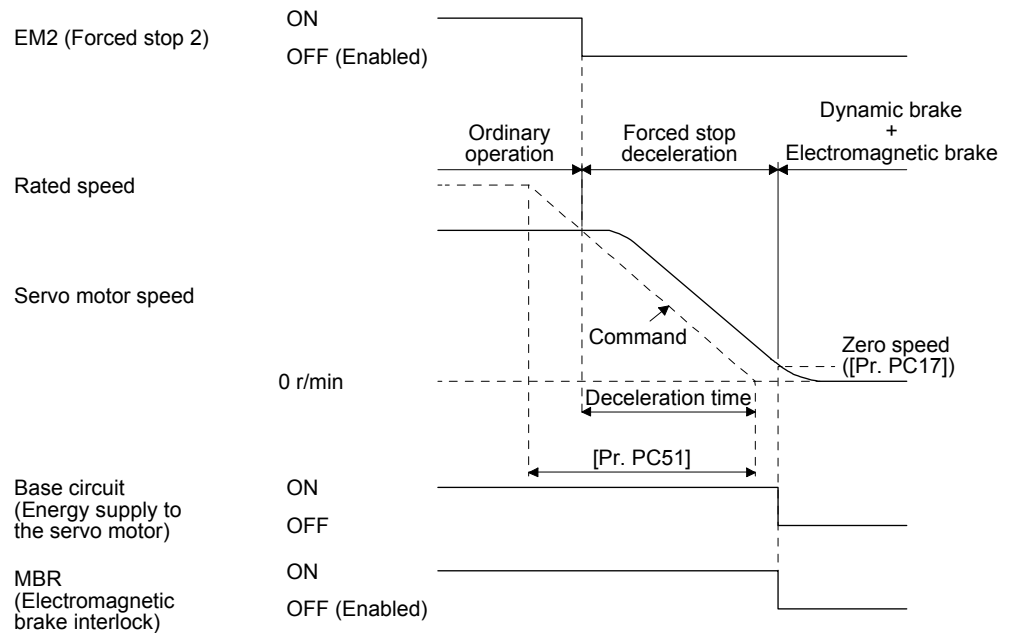 EM2 (Forced stop 2)
ON
OFF (Enabled)
Ordinary
operation
Forced stop
deceleration
Dynamic brake
+
Electromagnetic brake
Rated speed
Servo motor speed
Command
Zero speed
([Pr. PC17])
0 r/min
Deceleration time
[Pr. PC51]
Base circuit
(Energy supply to
the servo motor)
ON
OFF
MBR
(Electromagnetic
brake interlock)
ON
OFF (Enabled)